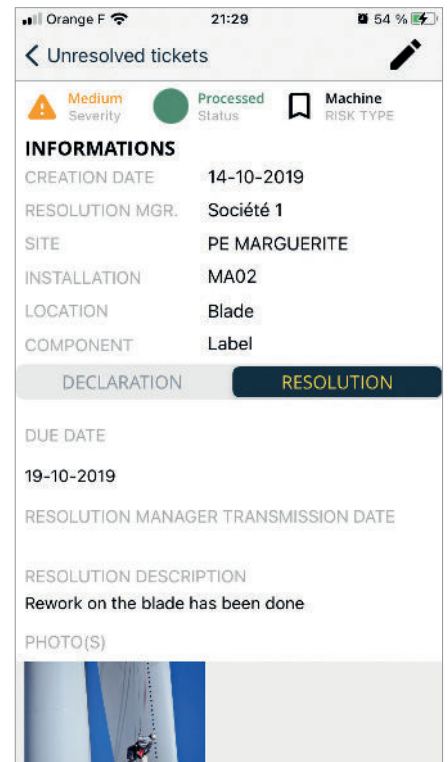 Orange F 21:29 54 %
Unresolved tickets
Medium Processed Machine
Severity Status RISK TYPE
INFORMATIONS
CREATION DATE 14-10-2019
RESOLUTION MGR. Société 1
SITE PE MARGUERITE
INSTALLATION MA02
LOCATION Blade
COMPONENT Label
DECLARATION RESOLUTION
DUE DATE
19-10-2019
RESOLUTION MANAGER TRANSMISSION DATE
RESOLUTION DESCRIPTION
Rework on the blade has been done
PHOTO(S)